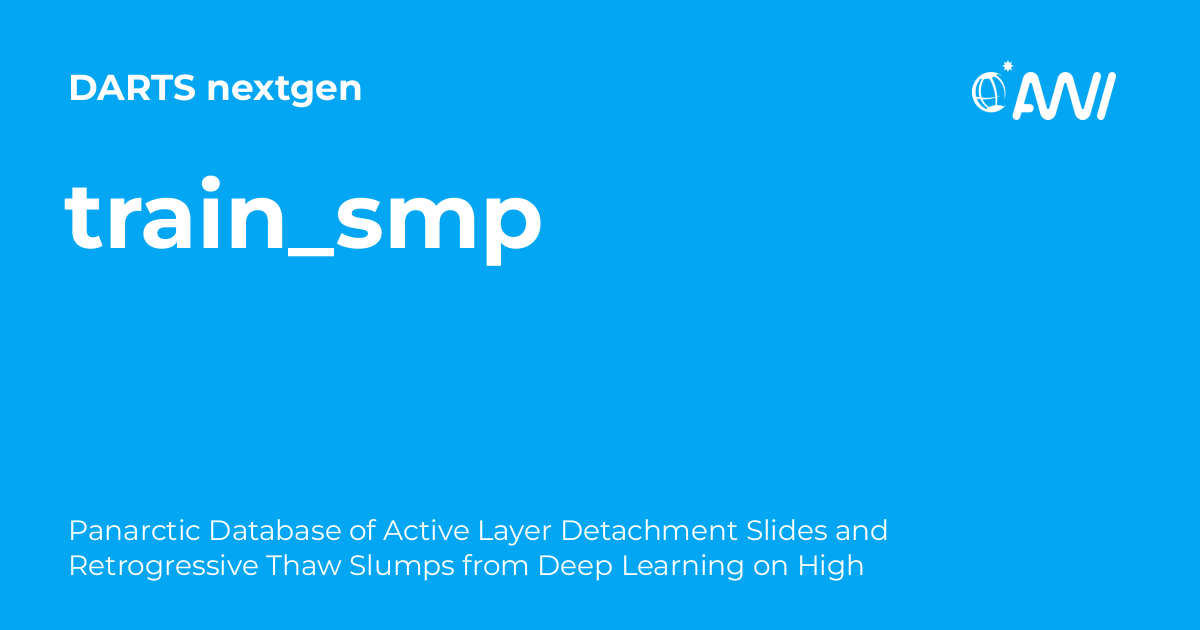 DARTS nextgen
AWI
train_smp
Panarctic Database of Active Layer Detachment Slides and
Retrogressive Thaw Slumps from Deep Learning on High